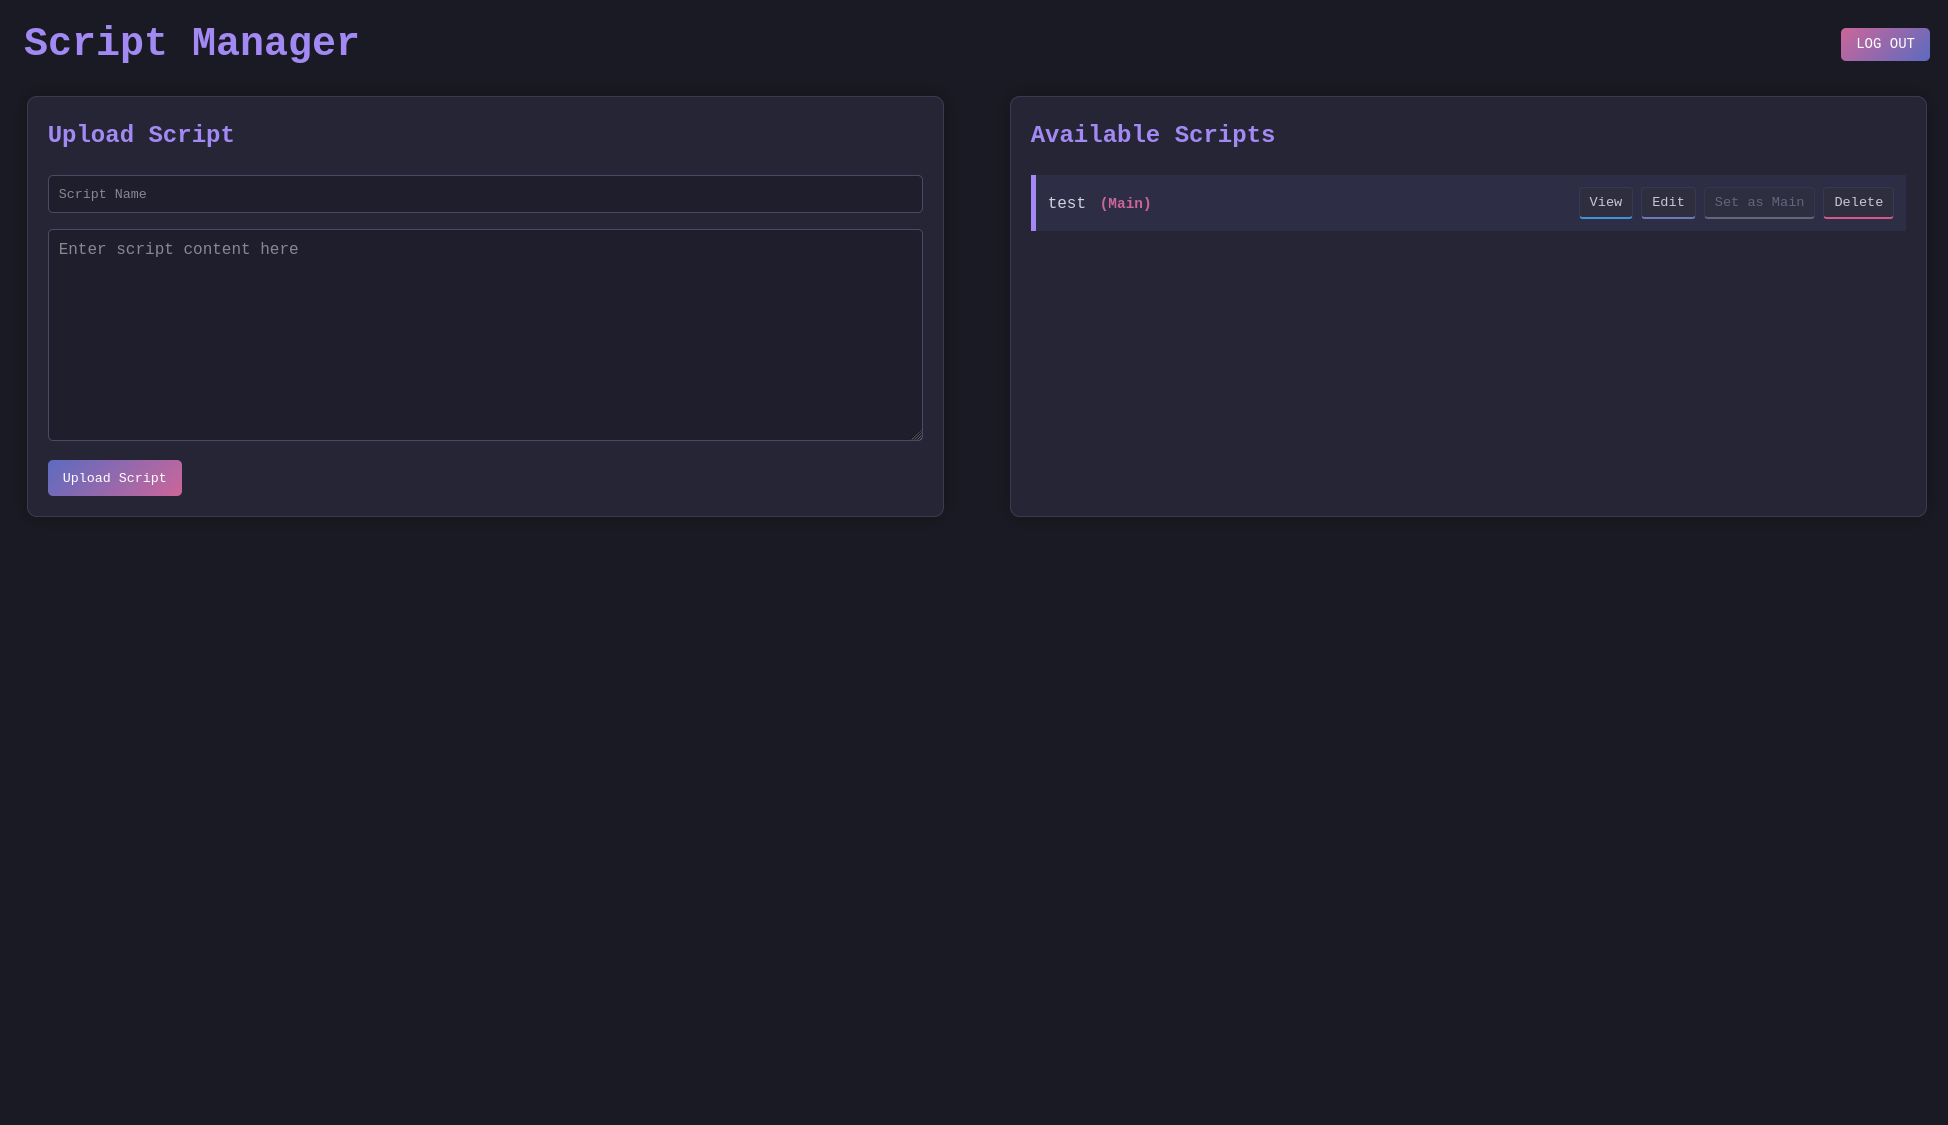 Script Manager
LOG OUT
Upload Script
Script Name
Enter script content here
Upload Script
Available Scripts
test (Main)
View
Edit
Set as Main
Delete